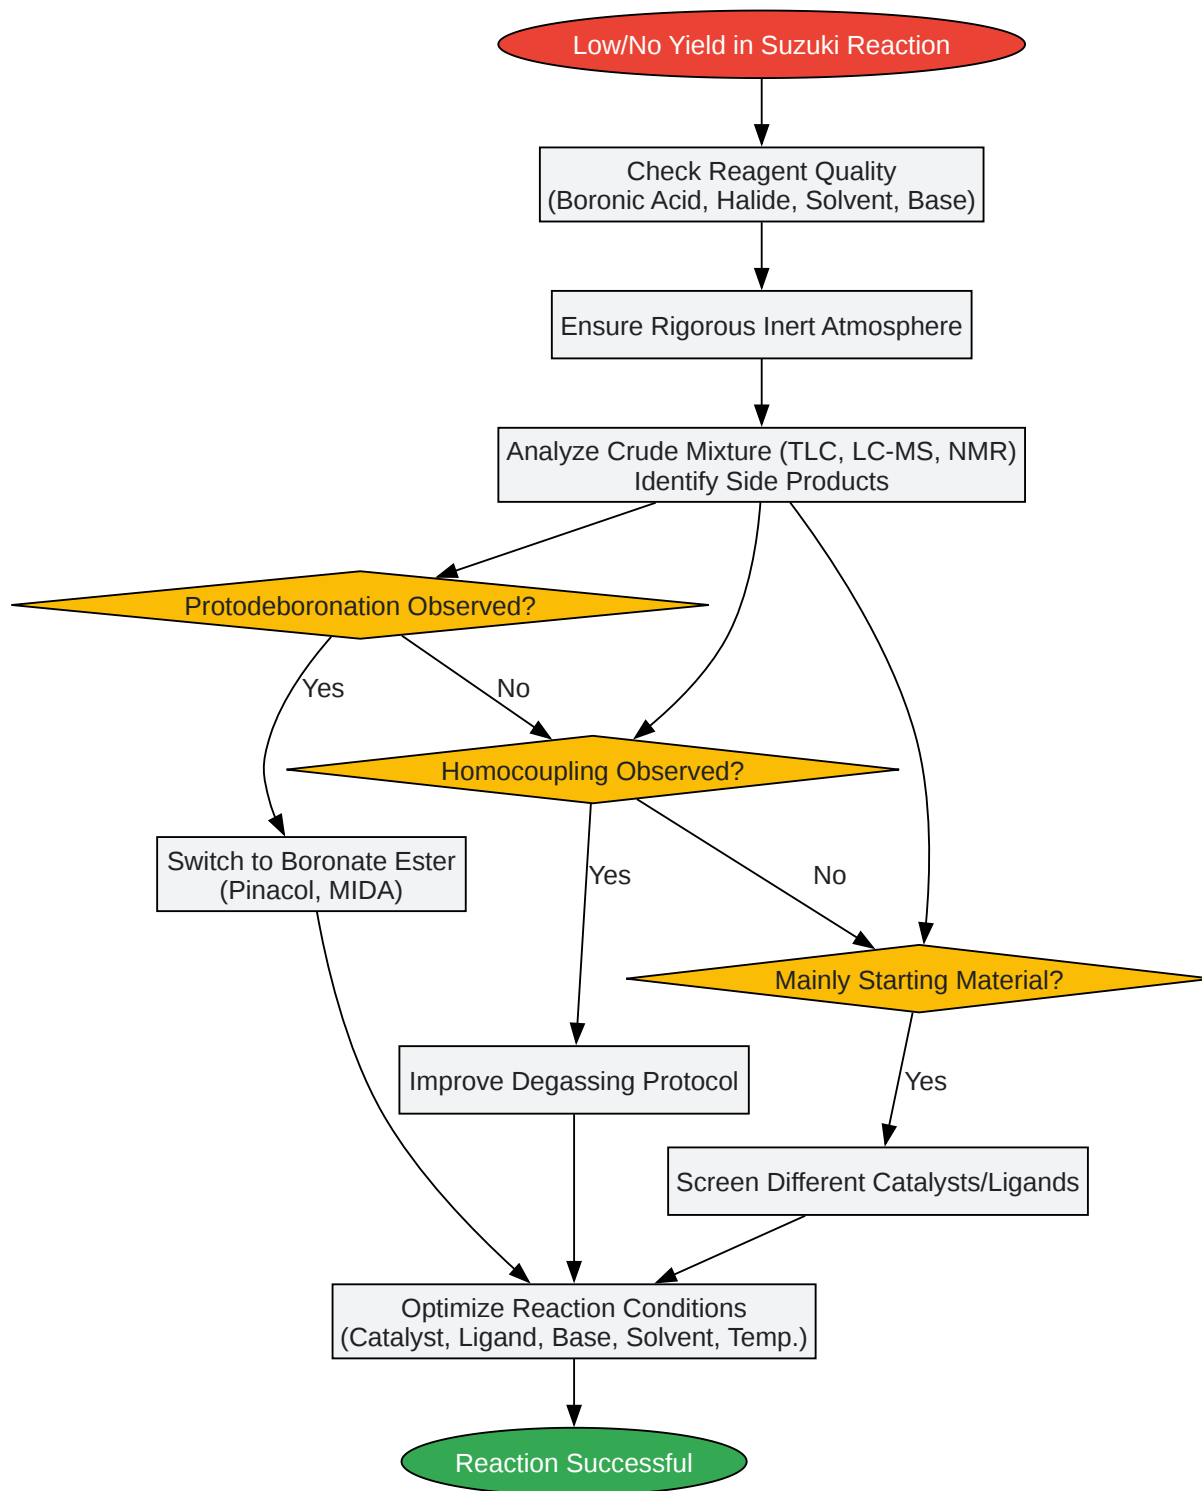 Low/No Yield in Suzuki Reaction
Check Reagent Quality
(Boronic Acid, Halide, Solvent, Base)
Ensure Rigorous Inert Atmosphere
Analyze Crude Mixture (TLC, LC-MS, NMR)
Identify Side Products
Protodeboronation Observed?
Yes
No
Homocoupling Observed?
Switch to Boronate Ester
(Pinacol, MIDA)
Yes
No
Mainly Starting Material?
Improve Degassing Protocol
Yes
Screen Different Catalysts/Ligands
Optimize Reaction Conditions
(Catalyst, Ligand, Base, Solvent, Temp.)
Reaction Successful